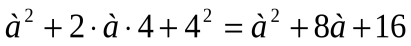 à² + 2·à·4 + 4² = à² + 8à + 16